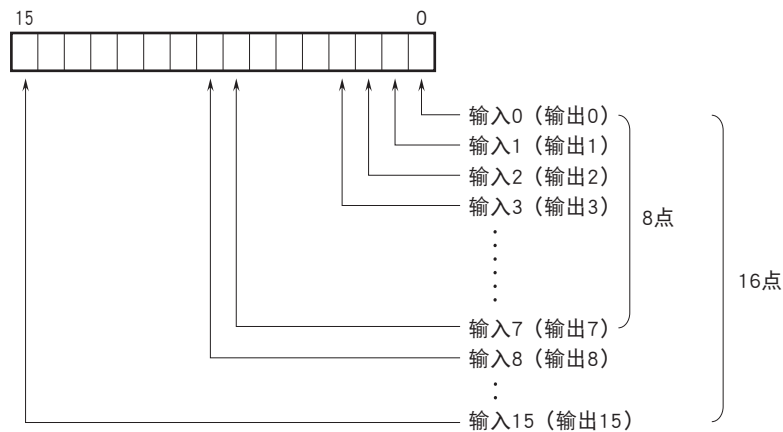 15 0
输入0（输出0）
输入1（输出1）
输入2（输出2）
输入3（输出3）
8点
16点
输入7（输出7）
输入8（输出8）
输入15（输出15）